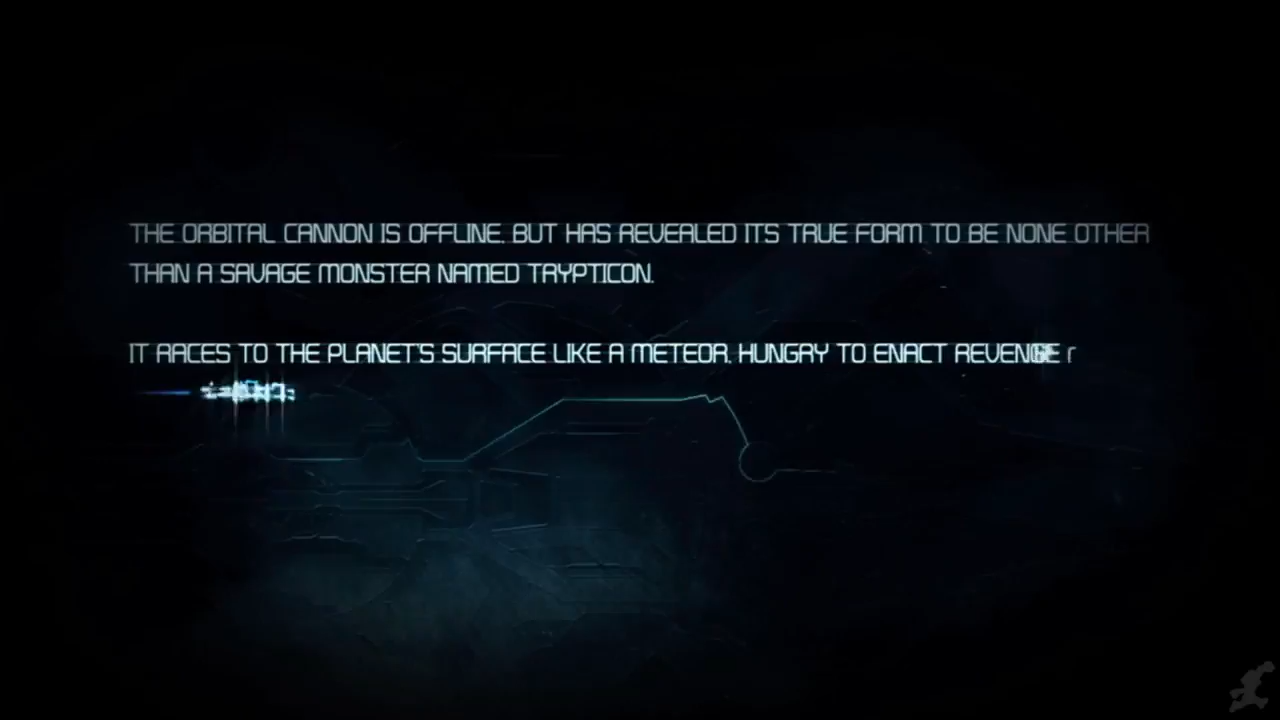 THE ORBITAL CANNON IS OFFLINE, BUT HAS REVEALED ITS TRUE FORM TO BE NONE OTHER
THAN A SAVAGE MONSTER NAMED TRYPTICON.
IT RACES TO THE PLANET'S SURFACE LIKE A METEOR, HUNGRY TO ENACT REVENGE